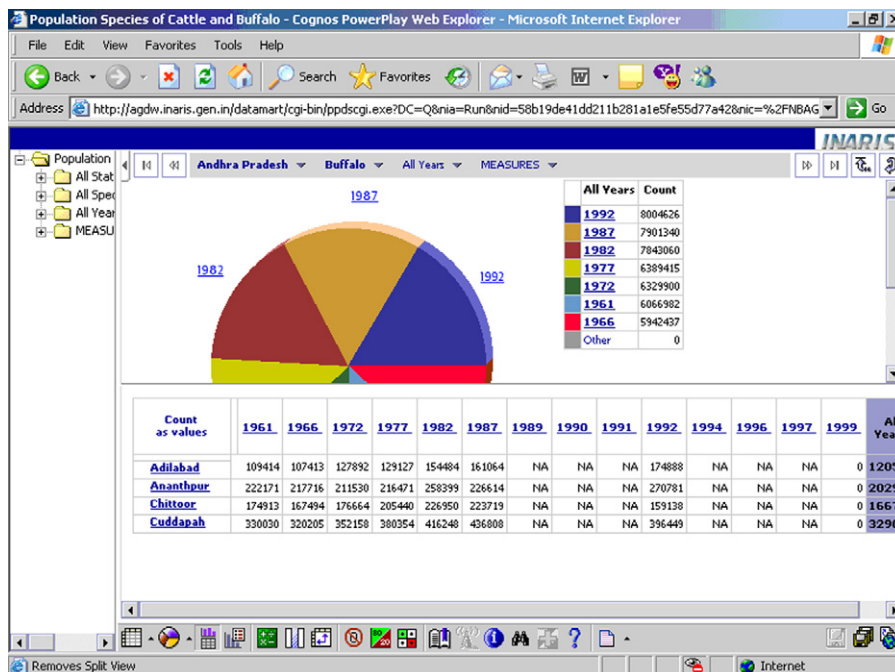 Population Species of Cattle and Buffalo - Cognos PowerPlay Web Explorer - Microsoft Internet Explorer
File Edit View Favorites Tools Help
Back Search Favorites
Address http://agdw.inaris.gen.in/datamart/cgi-bin/ppdscgi.exe?DC=Q&nia=Run&nid=58b19de41dd211b281a1e5fe55d77a42&nic=%2FNBAG Go
INARIS
Population
All Stat
All Spec
All Year
MEASU
Andhra Pradesh Buffalo All Years MEASURES
1987
1982
1992
All Years Count
1992 8004626
1987 7901340
1982 7843060
1977 6389415
1972 6329900
1961 6066982
1966 5942437
Other 0
Count as values 1961 1966 1972 1977 1982 1987 1989 1990 1991 1992 1994 1996 1997 1999 Al Yea
Adilabad 109414 107413 127892 129127 154484 161064 NA NA NA 174888 NA NA NA 0 1205
Ananthpur 222171 217716 211530 216471 258399 226614 NA NA NA 270781 NA NA NA 0 2029
Chittoor 174913 167494 176664 205440 226950 223719 NA NA NA 159138 NA NA NA 0 1667
Cuddapah 330030 320205 352158 380354 416248 436808 NA NA NA 396449 NA NA NA 0 3290
Removes Split View Internet